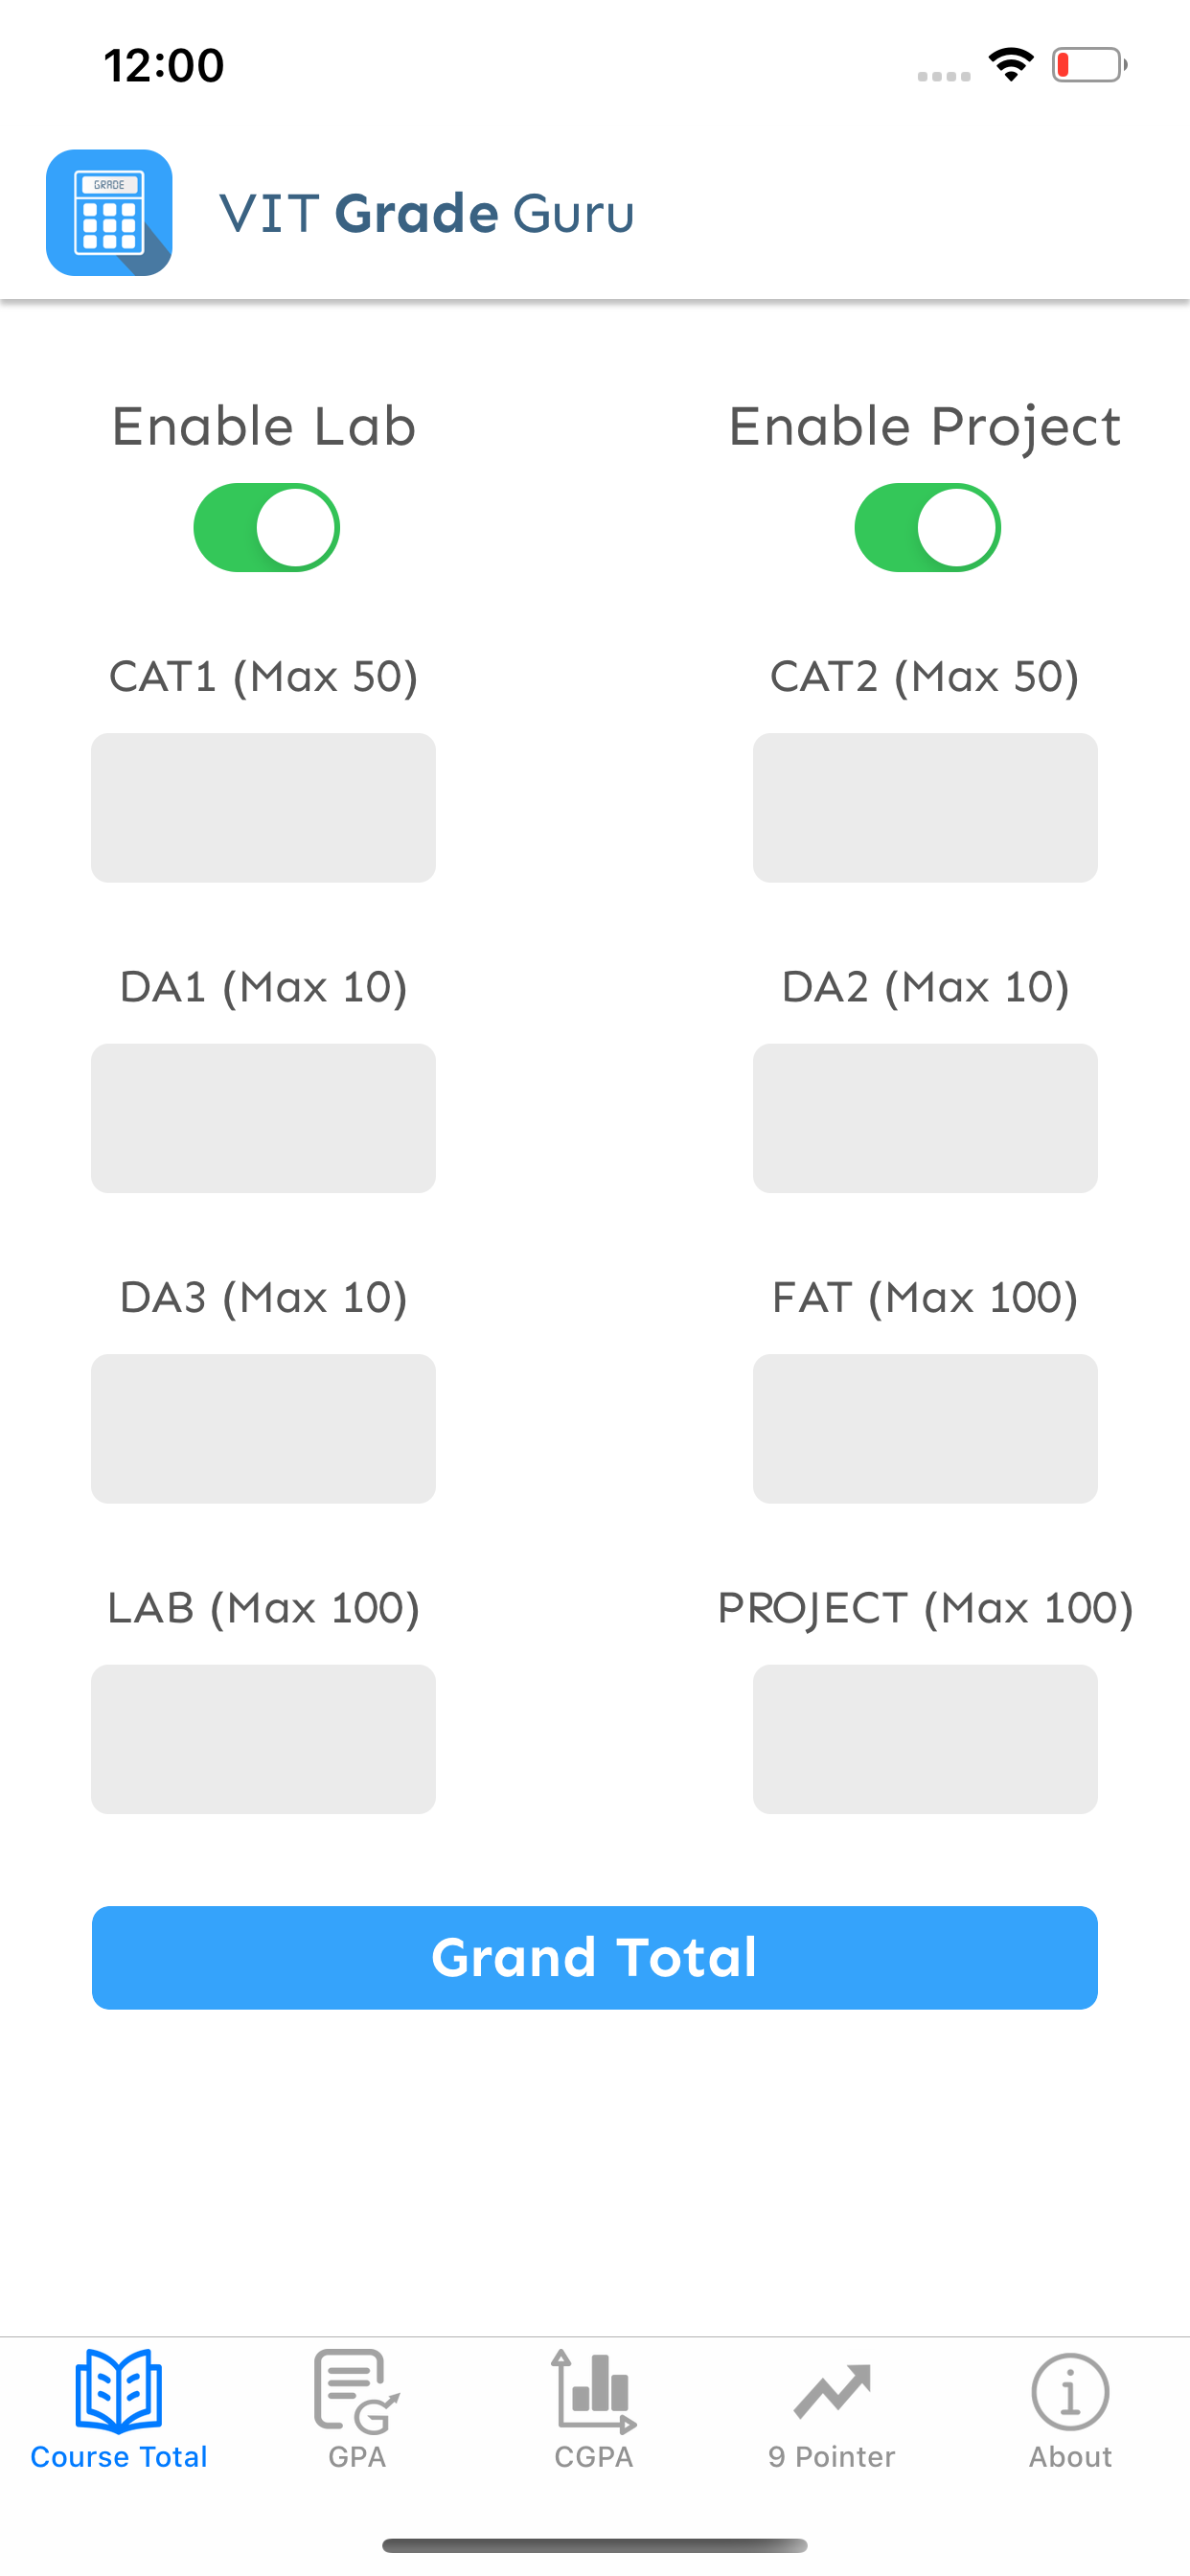 12:00
GRADE
VIT Grade Guru
Enable Lab
Enable Project
CAT1 (Max 50)
CAT2 (Max 50)
DA1 (Max 10)
DA2 (Max 10)
DA3 (Max 10)
FAT (Max 100)
LAB (Max 100)
PROJECT (Max 100)
Grand Total
Course Total
GPA
CGPA
9 Pointer
About